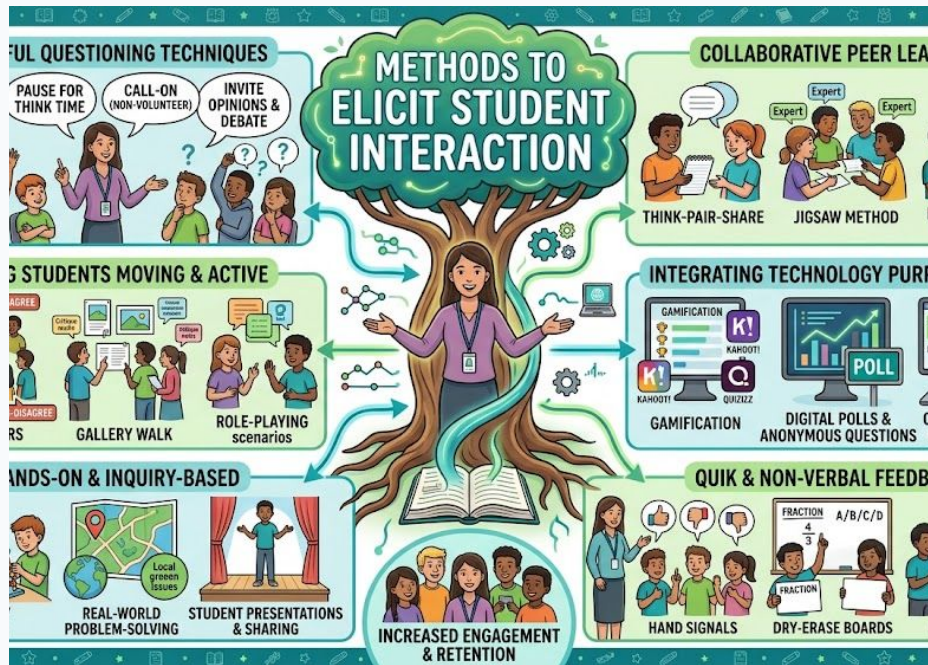 FUL QUESTIONING TECHNIQUES
PAUSE FOR
THINK TIME
CALL-ON
(NON-VOLUNTEER)
INVITE
OPINIONS &
DEBATE
METHODS TO
ELICIT STUDENT
INTERACTION
COLLABORATIVE PEER LEA
Expert
Expert
Expert
THINK-PAIR-SHARE
JIGSAW METHOD
G STUDENTS MOVING & ACTIVE
AGREE
-DISAGREE
RS
GALLERY WALK
ROLE-PLAYING
scenarios
INTEGRATING TECHNOLOGY PURP
GAMIFICATION
K!
KAHOOT!
K!
KAHOOT!
Q
QUIZIZZ
GAMIFICATION
POLL
DIGITAL POLLS &
ANONYMOUS QUESTIONS
ANDS-ON & INQUIRY-BASED
Local
green
issues
REAL-WORLD
PROBLEM-SOLVING
STUDENT PRESENTATIONS
& SHARING
INCREASED ENGAGEMENT
& RETENTION
QUIK & NON-VERBAL FEEDB
FRACTION
4
3
A/B/C/D
FRACTION
HAND SIGNALS
DRY-ERASE BOARDS